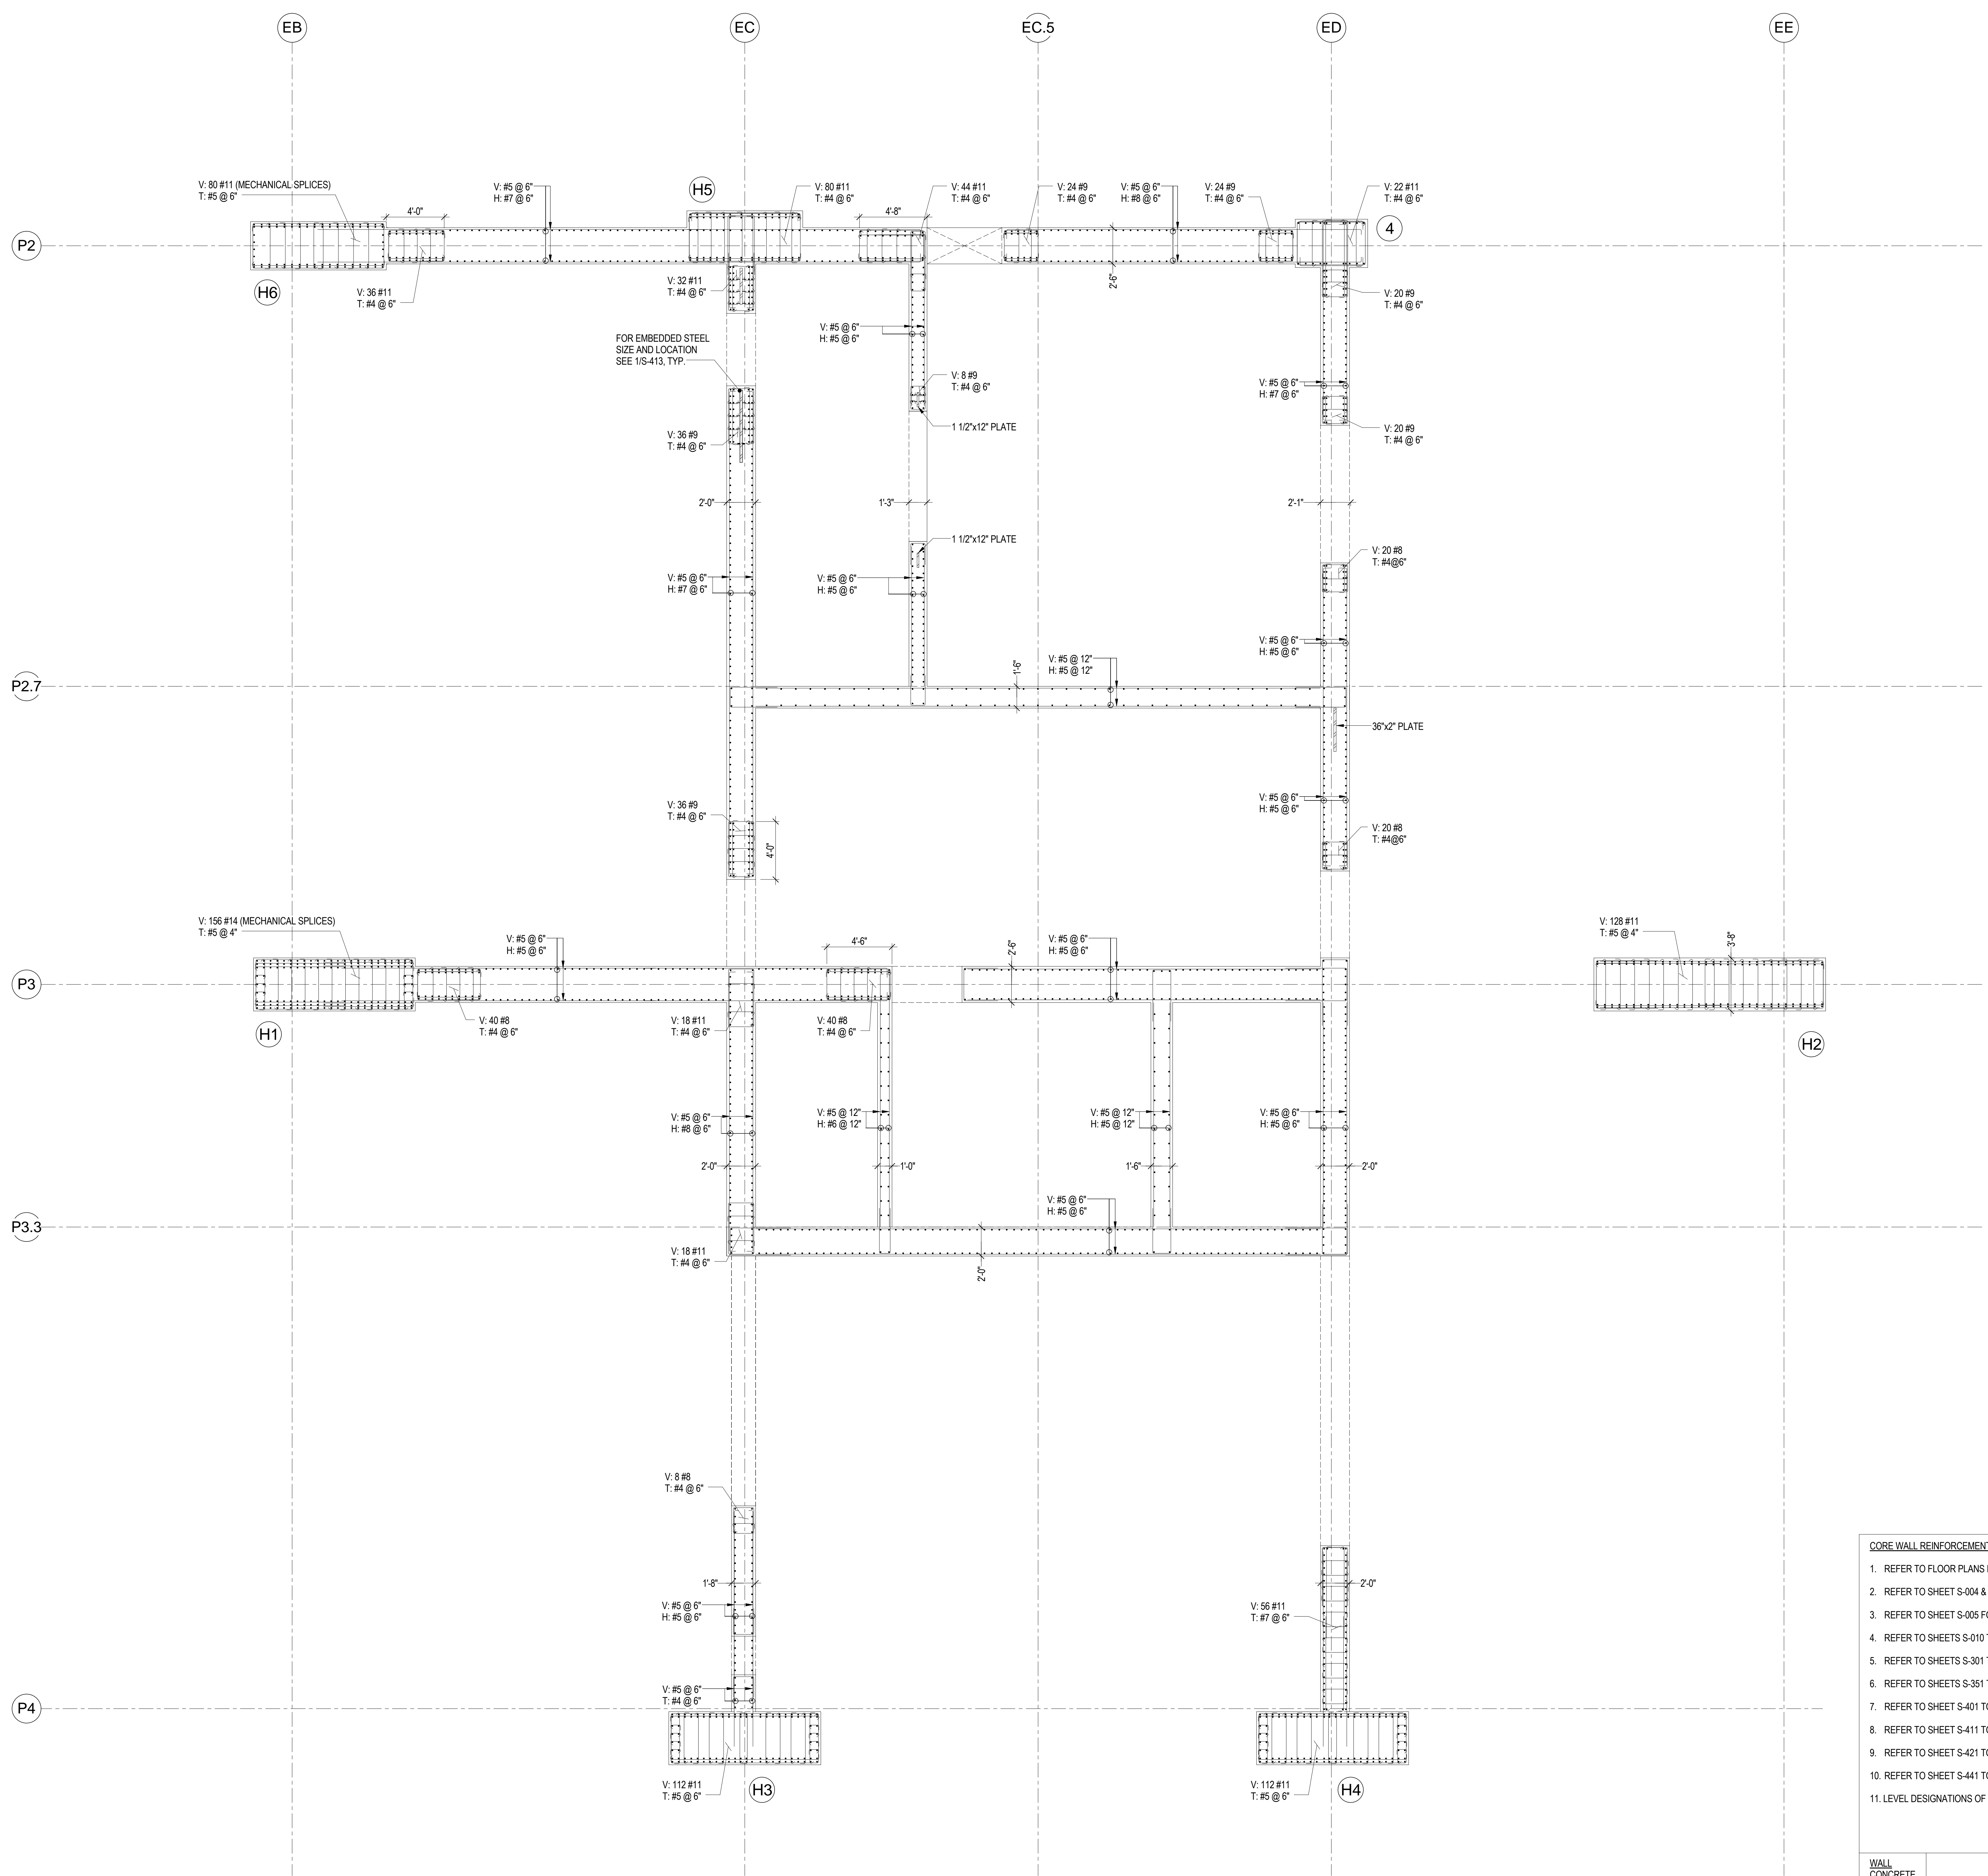 EB
EC
EC.5
ED
EE
V: 80 #11 (MECHANICAL SPLICES)
T: #5 @ 6"
4'-0"
V: #5 @ 6"
H: #7 @ 6"
H5
V: 80 #11
T: #4 @ 6"
4'-8"
V: 44 #11
T: #4 @ 6"
V: 24 #9
T: #4 @ 6"
V: #5 @ 6"
H: #8 @ 6"
V: 24 #9
T: #4 @ 6"
V: 22 #11
T: #4 @ 6"
4
P2
H6
V: 36 #11
T: #4 @ 6"
V: 32 #11
T: #4 @ 6"
2'-6"
V: 20 #9
T: #4 @ 6"
FOR EMBEDDED STEEL
SIZE AND LOCATION
SEE 1/S-413, TYP.
V: #5 @ 6"
H: #5 @ 6"
V: 8 #9
T: #4 @ 6"
V: #5 @ 6"
H: #7 @ 6"
1 1/2"x12" PLATE
V: 36 #9
T: #4 @ 6"
V: 20 #9
T: #4 @ 6"
2'-0"
1'-3"
2'-1"
1 1/2"x12" PLATE
V: 20 #8
T: #4@6"
V: #5 @ 6"
H: #7 @ 6"
V: #5 @ 6"
H: #5 @ 6"
V: #5 @ 6"
H: #5 @ 6"
P2.7
1'-6"
V: #5 @ 12"
H: #5 @ 12"
36"x2" PLATE
V: 36 #9
T: #4 @ 6"
4'-0"
V: #5 @ 6"
H: #5 @ 6"
V: 20 #8
T: #4@6"
V: 156 #14 (MECHANICAL SPLICES)
T: #5 @ 4"
V: #5 @ 6"
H: #5 @ 6"
4'-6"
2'-6"
V: #5 @ 6"
H: #5 @ 6"
V: 128 #11
T: #5 @ 4"
3'-8"
P3
H1
V: 40 #8
T: #4 @ 6"
V: 18 #11
T: #4 @ 6"
V: 40 #8
T: #4 @ 6"
H2
V: #5 @ 6"
H: #8 @ 6"
V: #5 @ 12"
H: #6 @ 12"
V: #5 @ 12"
H: #5 @ 12"
V: #5 @ 6"
H: #5 @ 6"
2'-0"
1'-0"
1'-6"
2'-0"
V: #5 @ 6"
H: #5 @ 6"
P3.3
V: 18 #11
T: #4 @ 6"
2'-0"
V: 8 #8
T: #4 @ 6"
1'-8"
2'-0"
V: #5 @ 6"
H: #5 @ 6"
V: 56 #11
T: #7 @ 6"
V: #5 @ 6"
T: #4 @ 6"
P4
V: 112 #11
T: #5 @ 6"
H3
V: 112 #11
T: #5 @ 6"
H4
CORE WALL REINFORCEMENT
1. REFER TO FLOOR PLANS
2. REFER TO SHEET S-004 &
3. REFER TO SHEET S-005
4. REFER TO SHEETS S-010
5. REFER TO SHEETS S-301
6. REFER TO SHEETS S-351
7. REFER TO SHEET S-401 TO
8. REFER TO SHEET S-411 TO
9. REFER TO SHEET S-421 TO
10. REFER TO SHEET S-441 TO
11. LEVEL DESIGNATIONS OF
WALL
CONCRETE